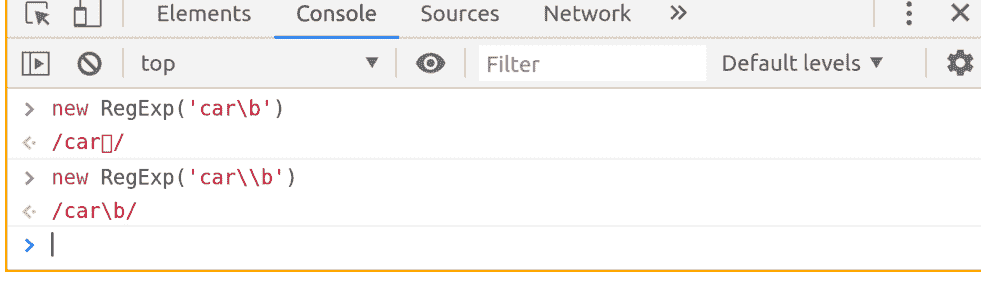 Elements Console Sources Network »
top ▼ Filter Default levels ▼
> new RegExp('car\b')
<· /car▯/
> new RegExp('car\\b')
<· /car\b/
>